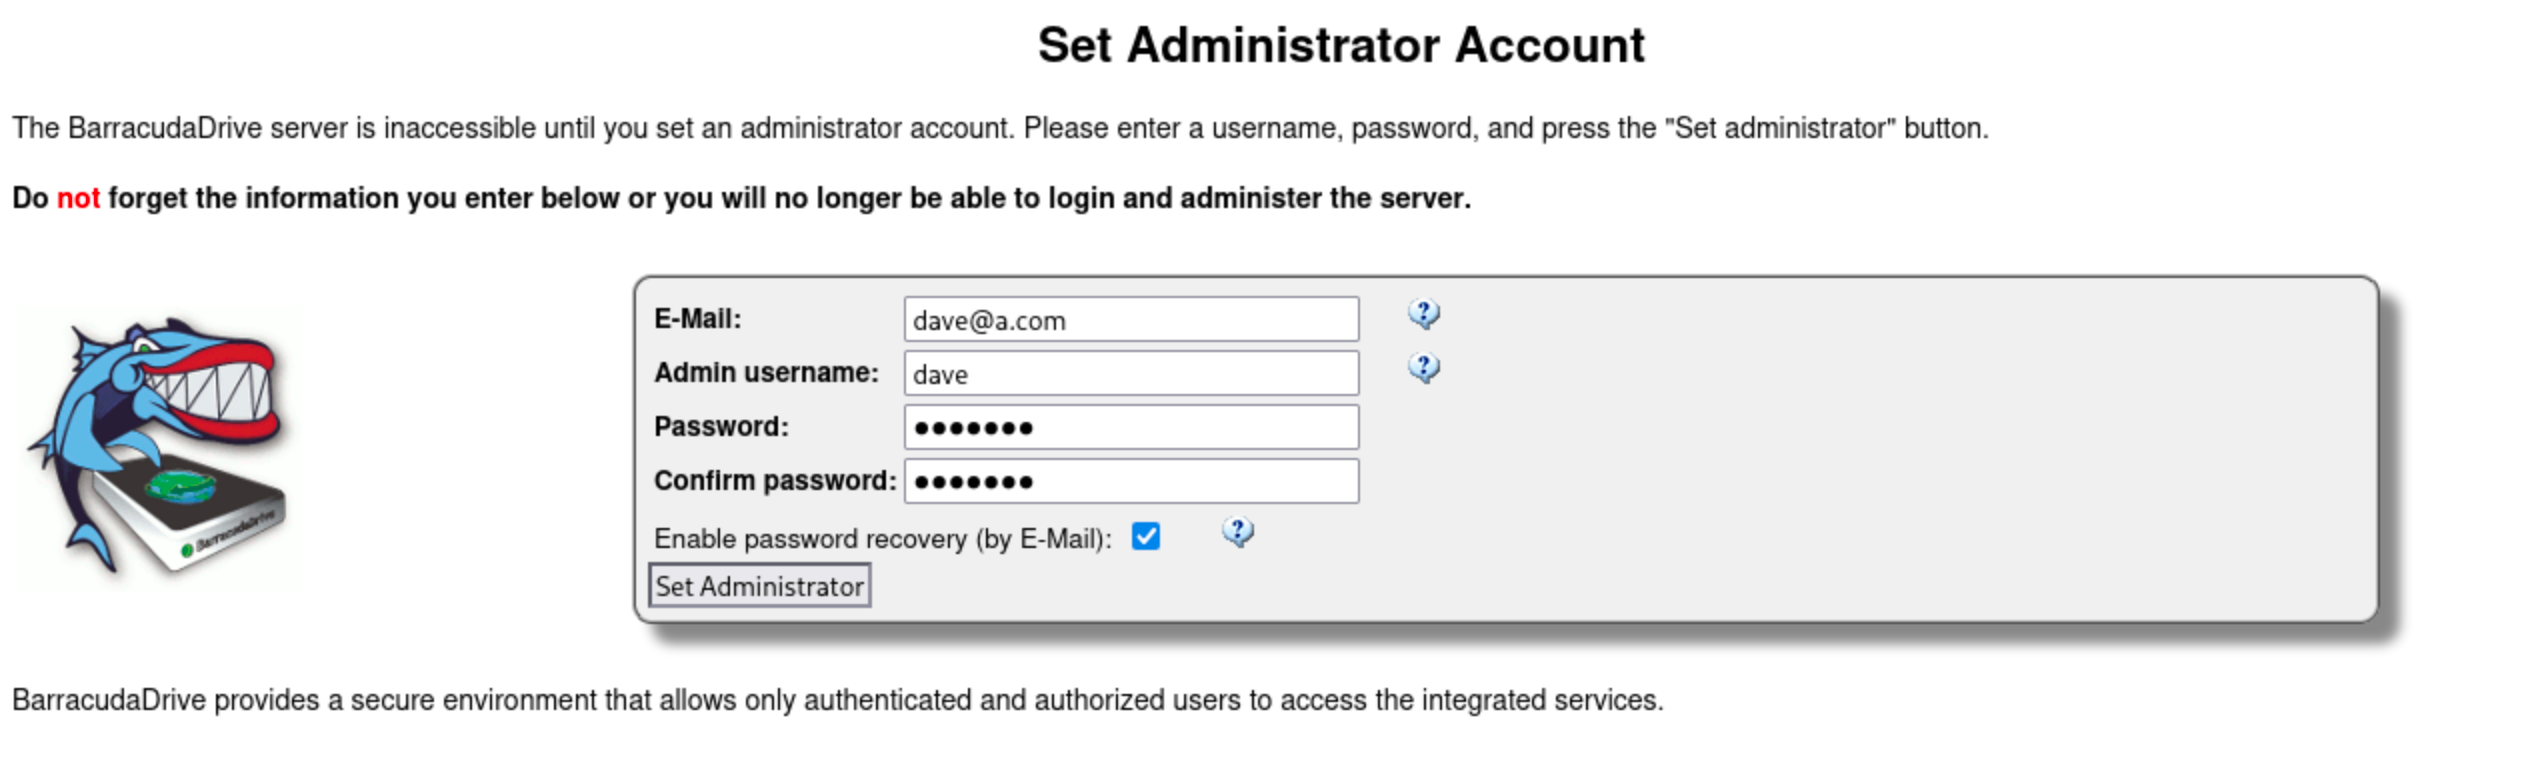 Set Administrator Account
The BarracudaDrive server is inaccessible until you set an administrator account. Please enter a username, password, and press the "Set administrator" button.
Do not forget the information you enter below or you will no longer be able to login and administer the server.
E-Mail: dave@a.com
Admin username: dave
Password: •••••••
Confirm password: •••••••
Enable password recovery (by E-Mail):
Set Administrator
BarracudaDrive
BarracudaDrive provides a secure environment that allows only authenticated and authorized users to access the integrated services.